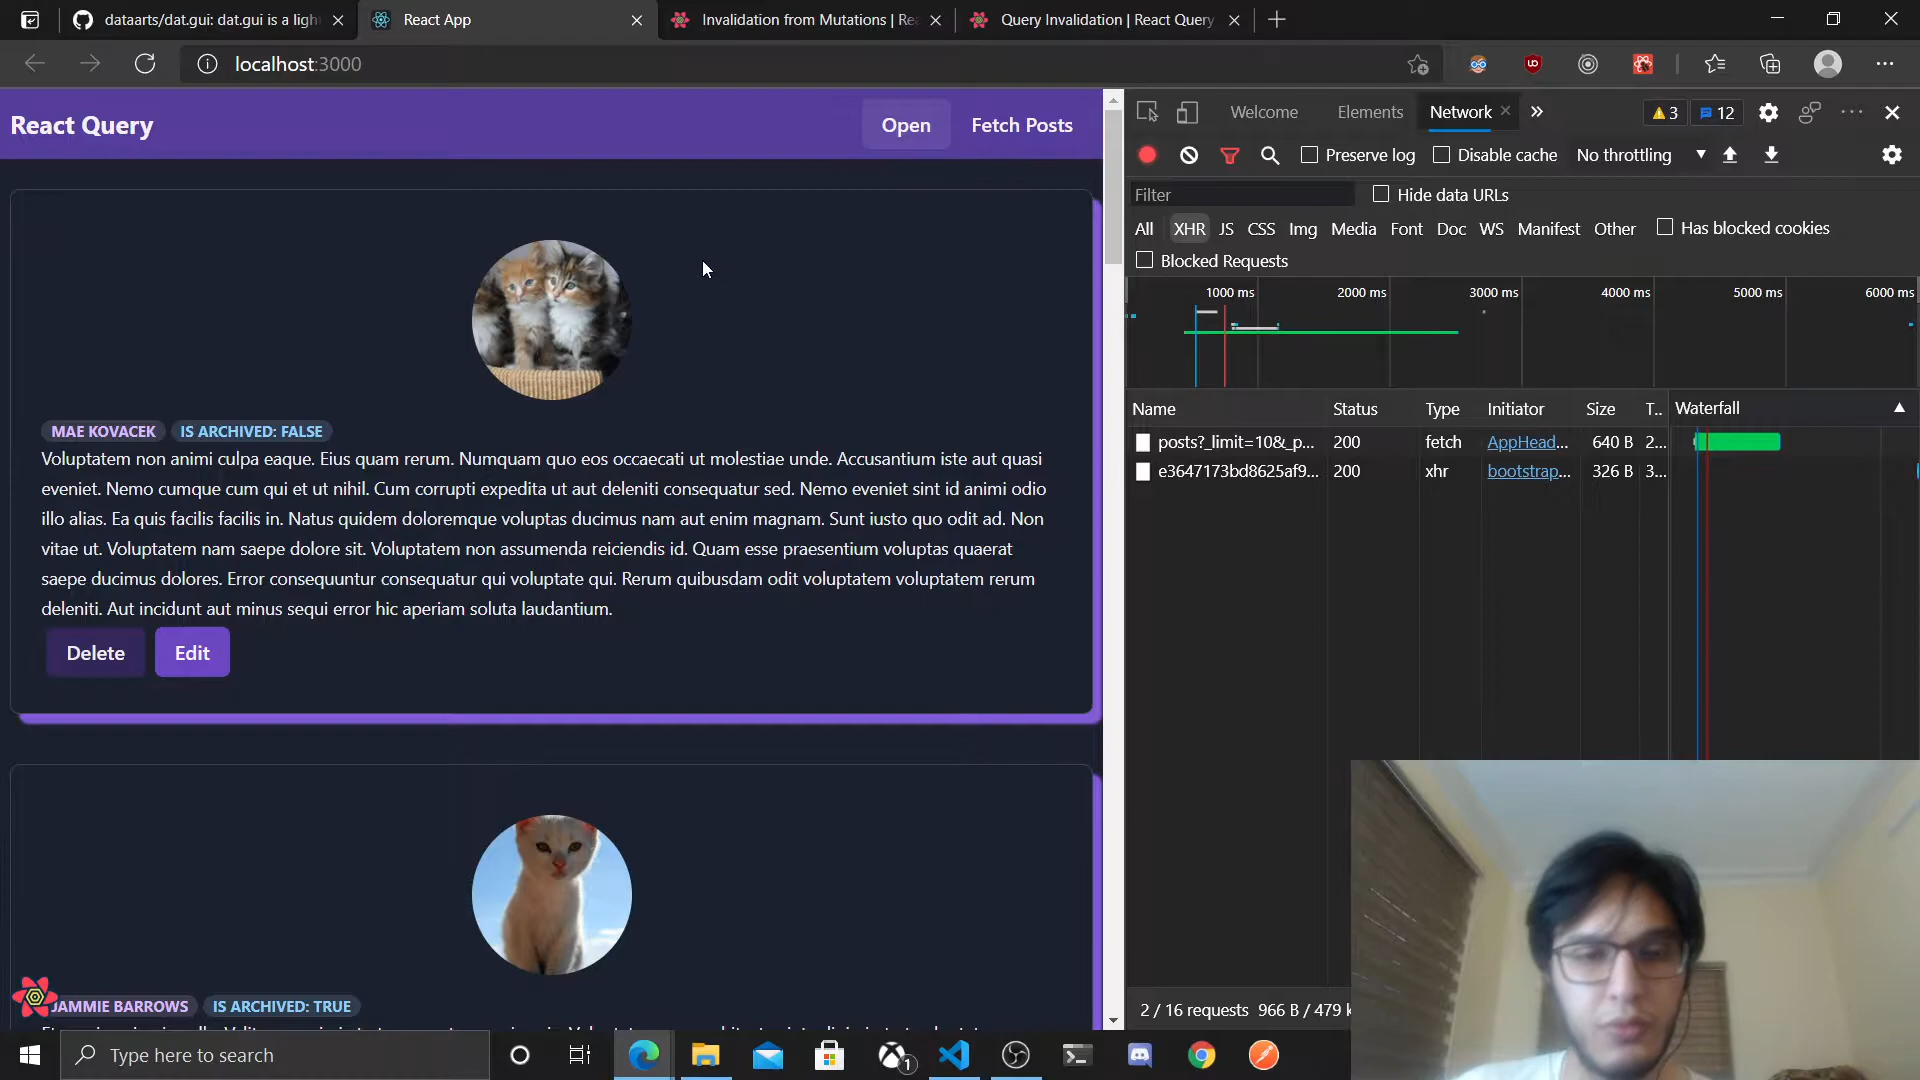 dataarts/dat.gui: dat.gui is a light
React App
Invalidation from Mutations | Rea
Query Invalidation | React Query
localhost:3000
React Query
Open
Fetch Posts
MAE KOVACEK
IS ARCHIVED: FALSE
Voluptatem non animi culpa eaque. Eius quam rerum. Numquam quo eos occaecati ut molestiae unde. Accusantium iste aut quasi
eveniet. Nemo cumque cum qui et ut nihil. Cum corrupti expedita ut aut deleniti consequatur sed. Nemo eveniet sint id animi odio
illo alias. Ea quis facilis facilis in. Natus quidem doloremque voluptas ducimus nam aut enim magnam. Sunt iusto quo odit ad. Non
vitae ut. Voluptatem nam saepe dolore sit. Voluptatem non assumenda reiciendis id. Quam esse praesentium voluptas quaerat
saepe ducimus dolores. Error consequuntur consequatur qui voluptate qui. Rerum quibusdam odit voluptatem voluptatem rerum
deleniti. Aut incidunt aut minus sequi error hic aperiam soluta laudantium.
Delete
Edit
JAMMIE BARROWS
IS ARCHIVED: TRUE
Welcome
Elements
Network
3
12
Preserve log
Disable cache
No throttling
Filter
Hide data URLs
All XHR JS CSS Img Media Font Doc WS Manifest Other
Has blocked cookies
Blocked Requests
1000 ms 2000 ms 3000 ms 4000 ms 5000 ms 6000 ms
Name Status Type Initiator Size T.. Waterfall
posts?_limit=10&_p... 200 fetch AppHead... 640 B 2...
e3647173bd8625af9... 200 xhr bootstrap... 326 B 3...
2 / 16 requests 966 B / 479 k
Type here to search
1